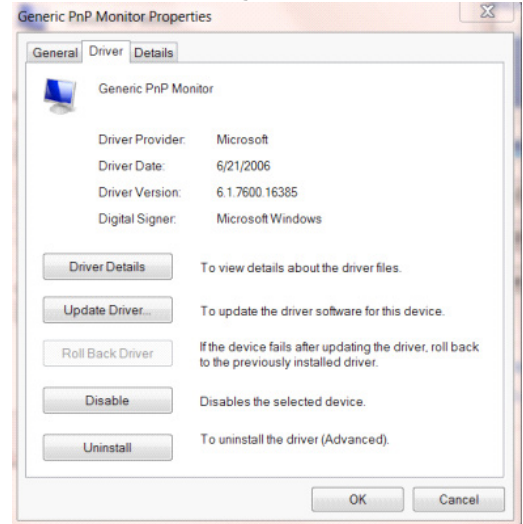 Generic PnP Monitor Properties
General Driver Details
Generic PnP Monitor
Driver Provider: Microsoft
Driver Date: 6/21/2006
Driver Version: 6.1.7600.16385
Digital Signer: Microsoft Windows
Driver Details To view details about the driver files.
Update Driver... To update the driver software for this device.
Roll Back Driver If the device fails after updating the driver, roll back
to the previously installed driver.
Disable Disables the selected device.
Uninstall To uninstall the driver (Advanced).
OK Cancel